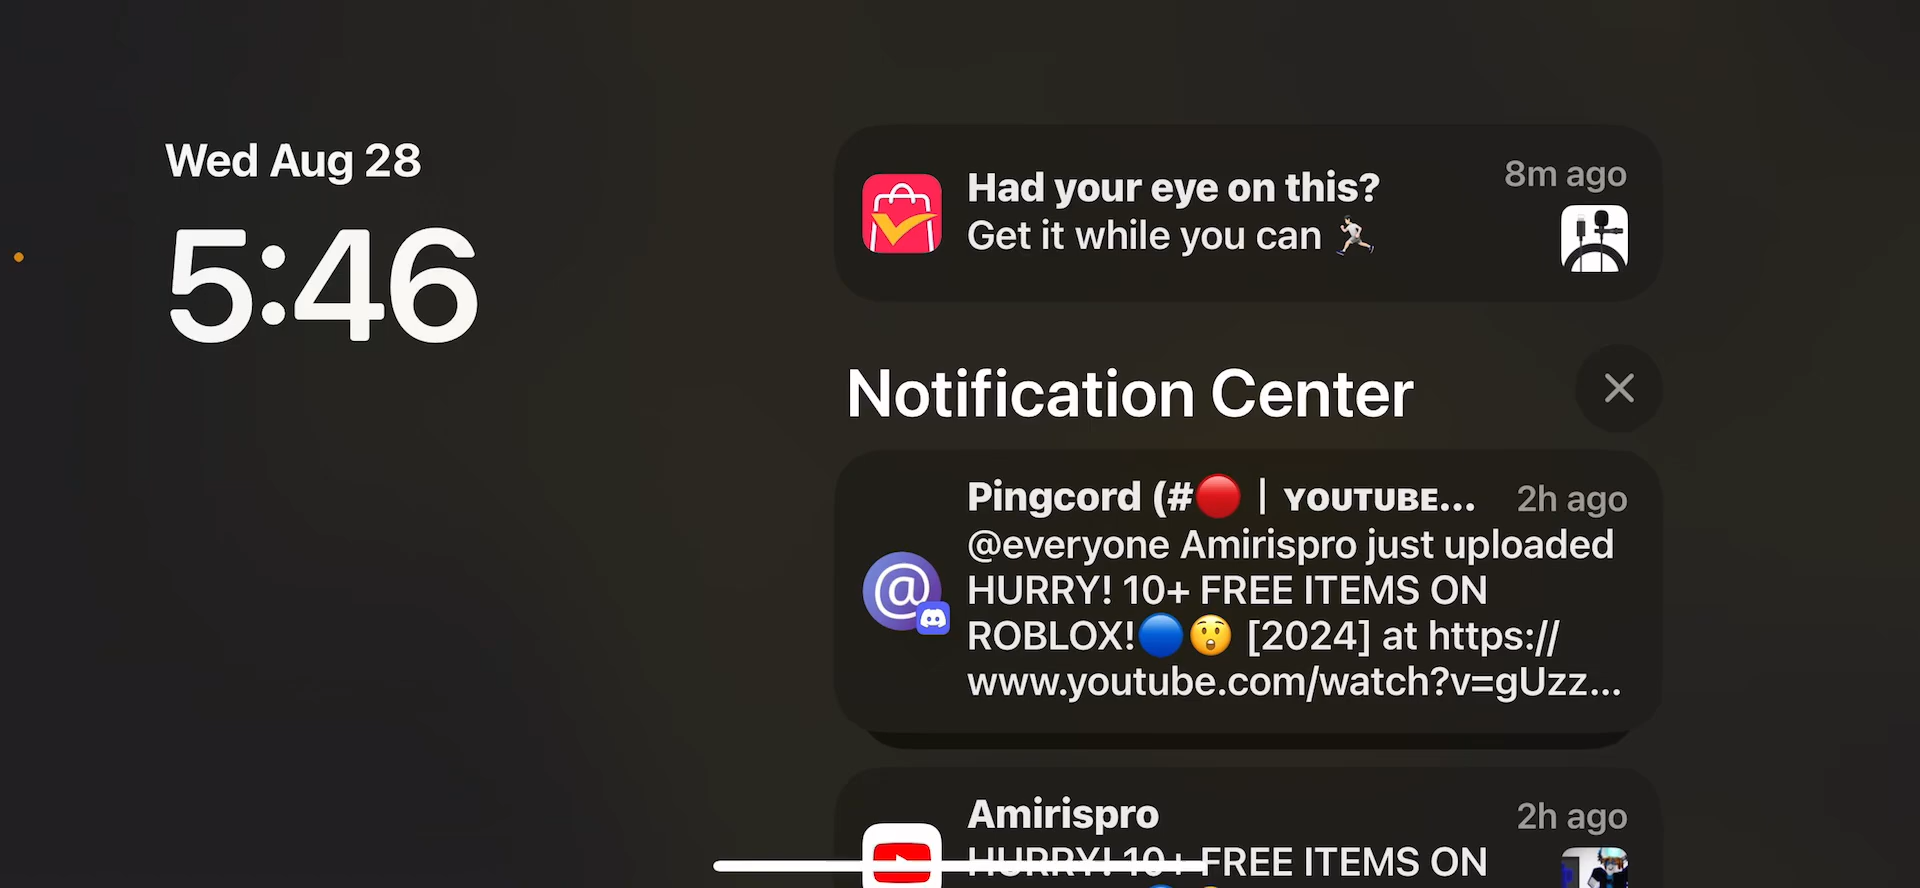 Wed Aug 28
5:46
Had your eye on this?
8m ago
Get it while you can 🏃🏻
Notification Center
Pingcord (#🔴 | ʏᴏᴜᴛᴜʙᴇ...
2h ago
@everyone Amirispro just uploaded
HURRY! 10+ FREE ITEMS ON
ROBLOX!🔵😲 [2024] at https://
www.youtube.com/watch?v=gUzz...
Amirispro
2h ago
HURRY! 10+ FREE ITEMS ON